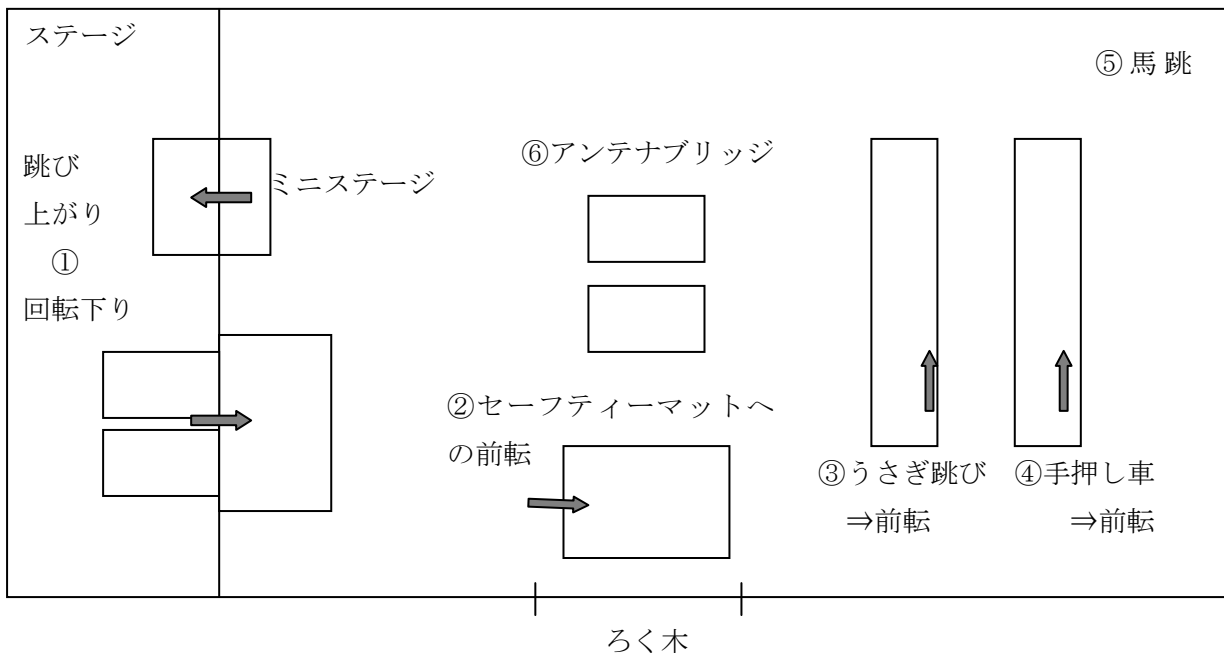 ステージ
⑤馬跳
跳び
上がり
①
回転下り
ミニステージ
⑥アンテナブリッジ
②セーフティーマットへ
の前転
③うさぎ跳び
⇒前転
④手押し車
⇒前転
ろく木